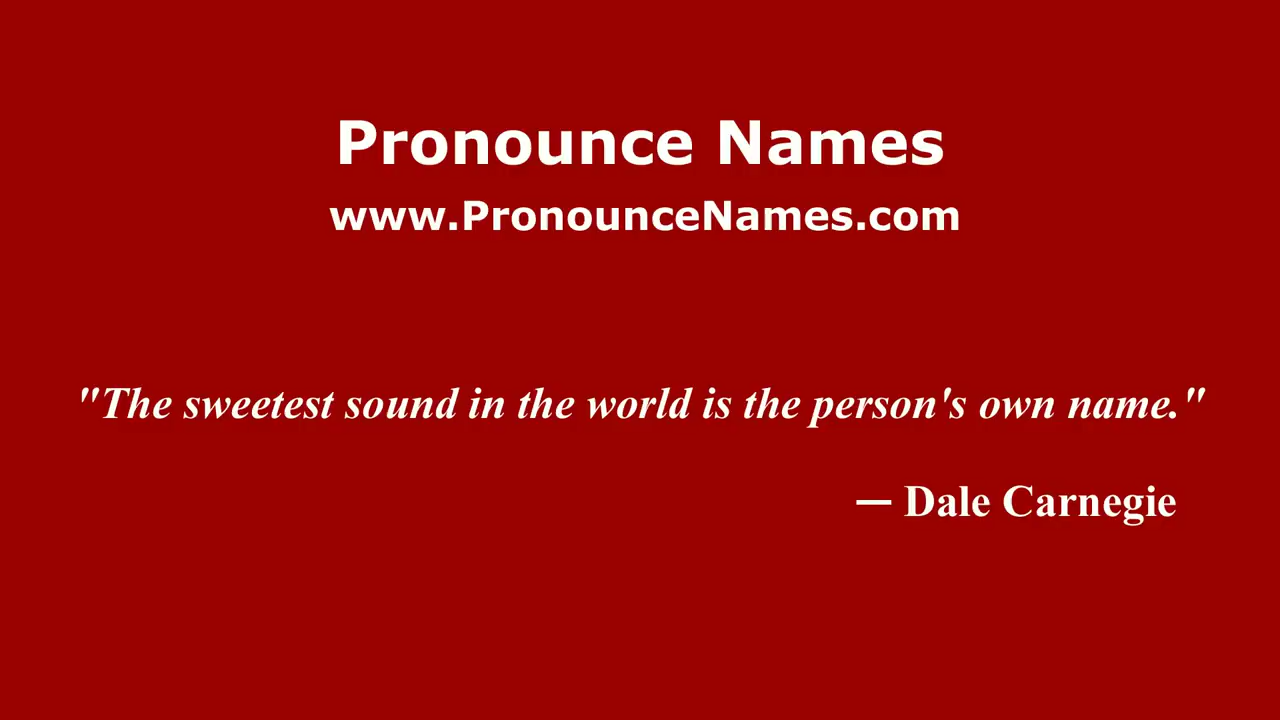 Pronounce Names
www.PronounceNames.com
"The sweetest sound in the world is the person's own name."
— Dale Carnegie